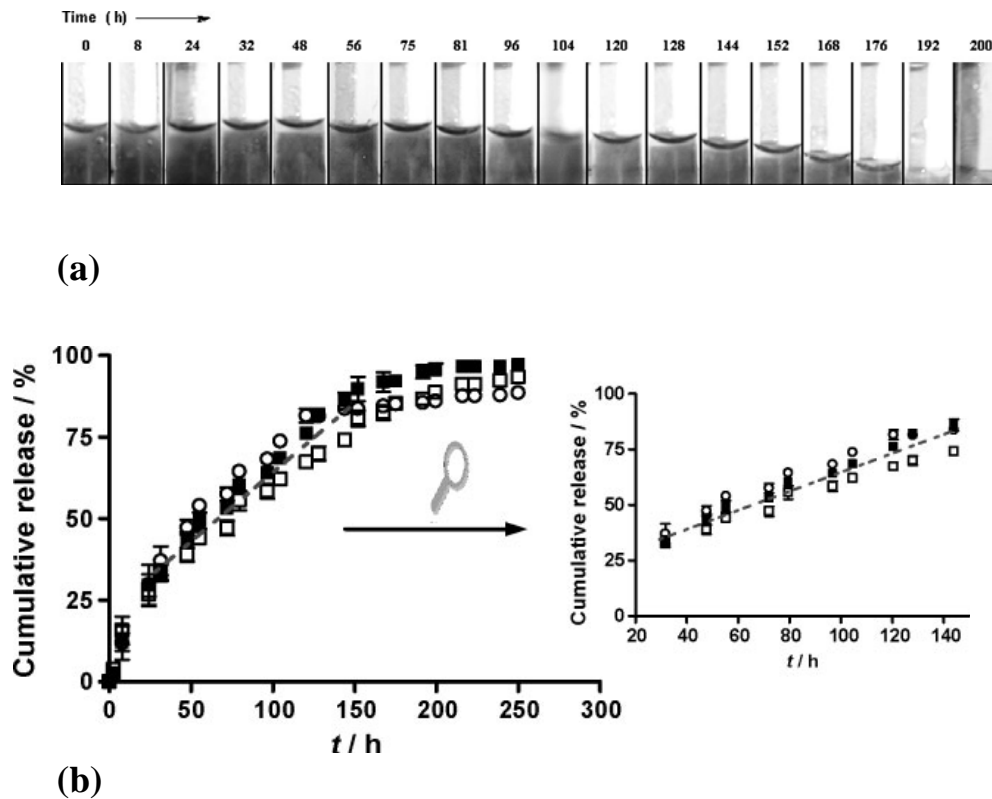 Time (h)
0 8 24 32 48 56 75 81 96 104 120 128 144 152 168 176 192 200
(a)
100
75
50
25
0
Cumulative release / %
0 50 100 150 200 250 300
t / h
100
75
50
25
0
Cumulative release / %
20 40 60 80 100 120 140
t / h
(b)